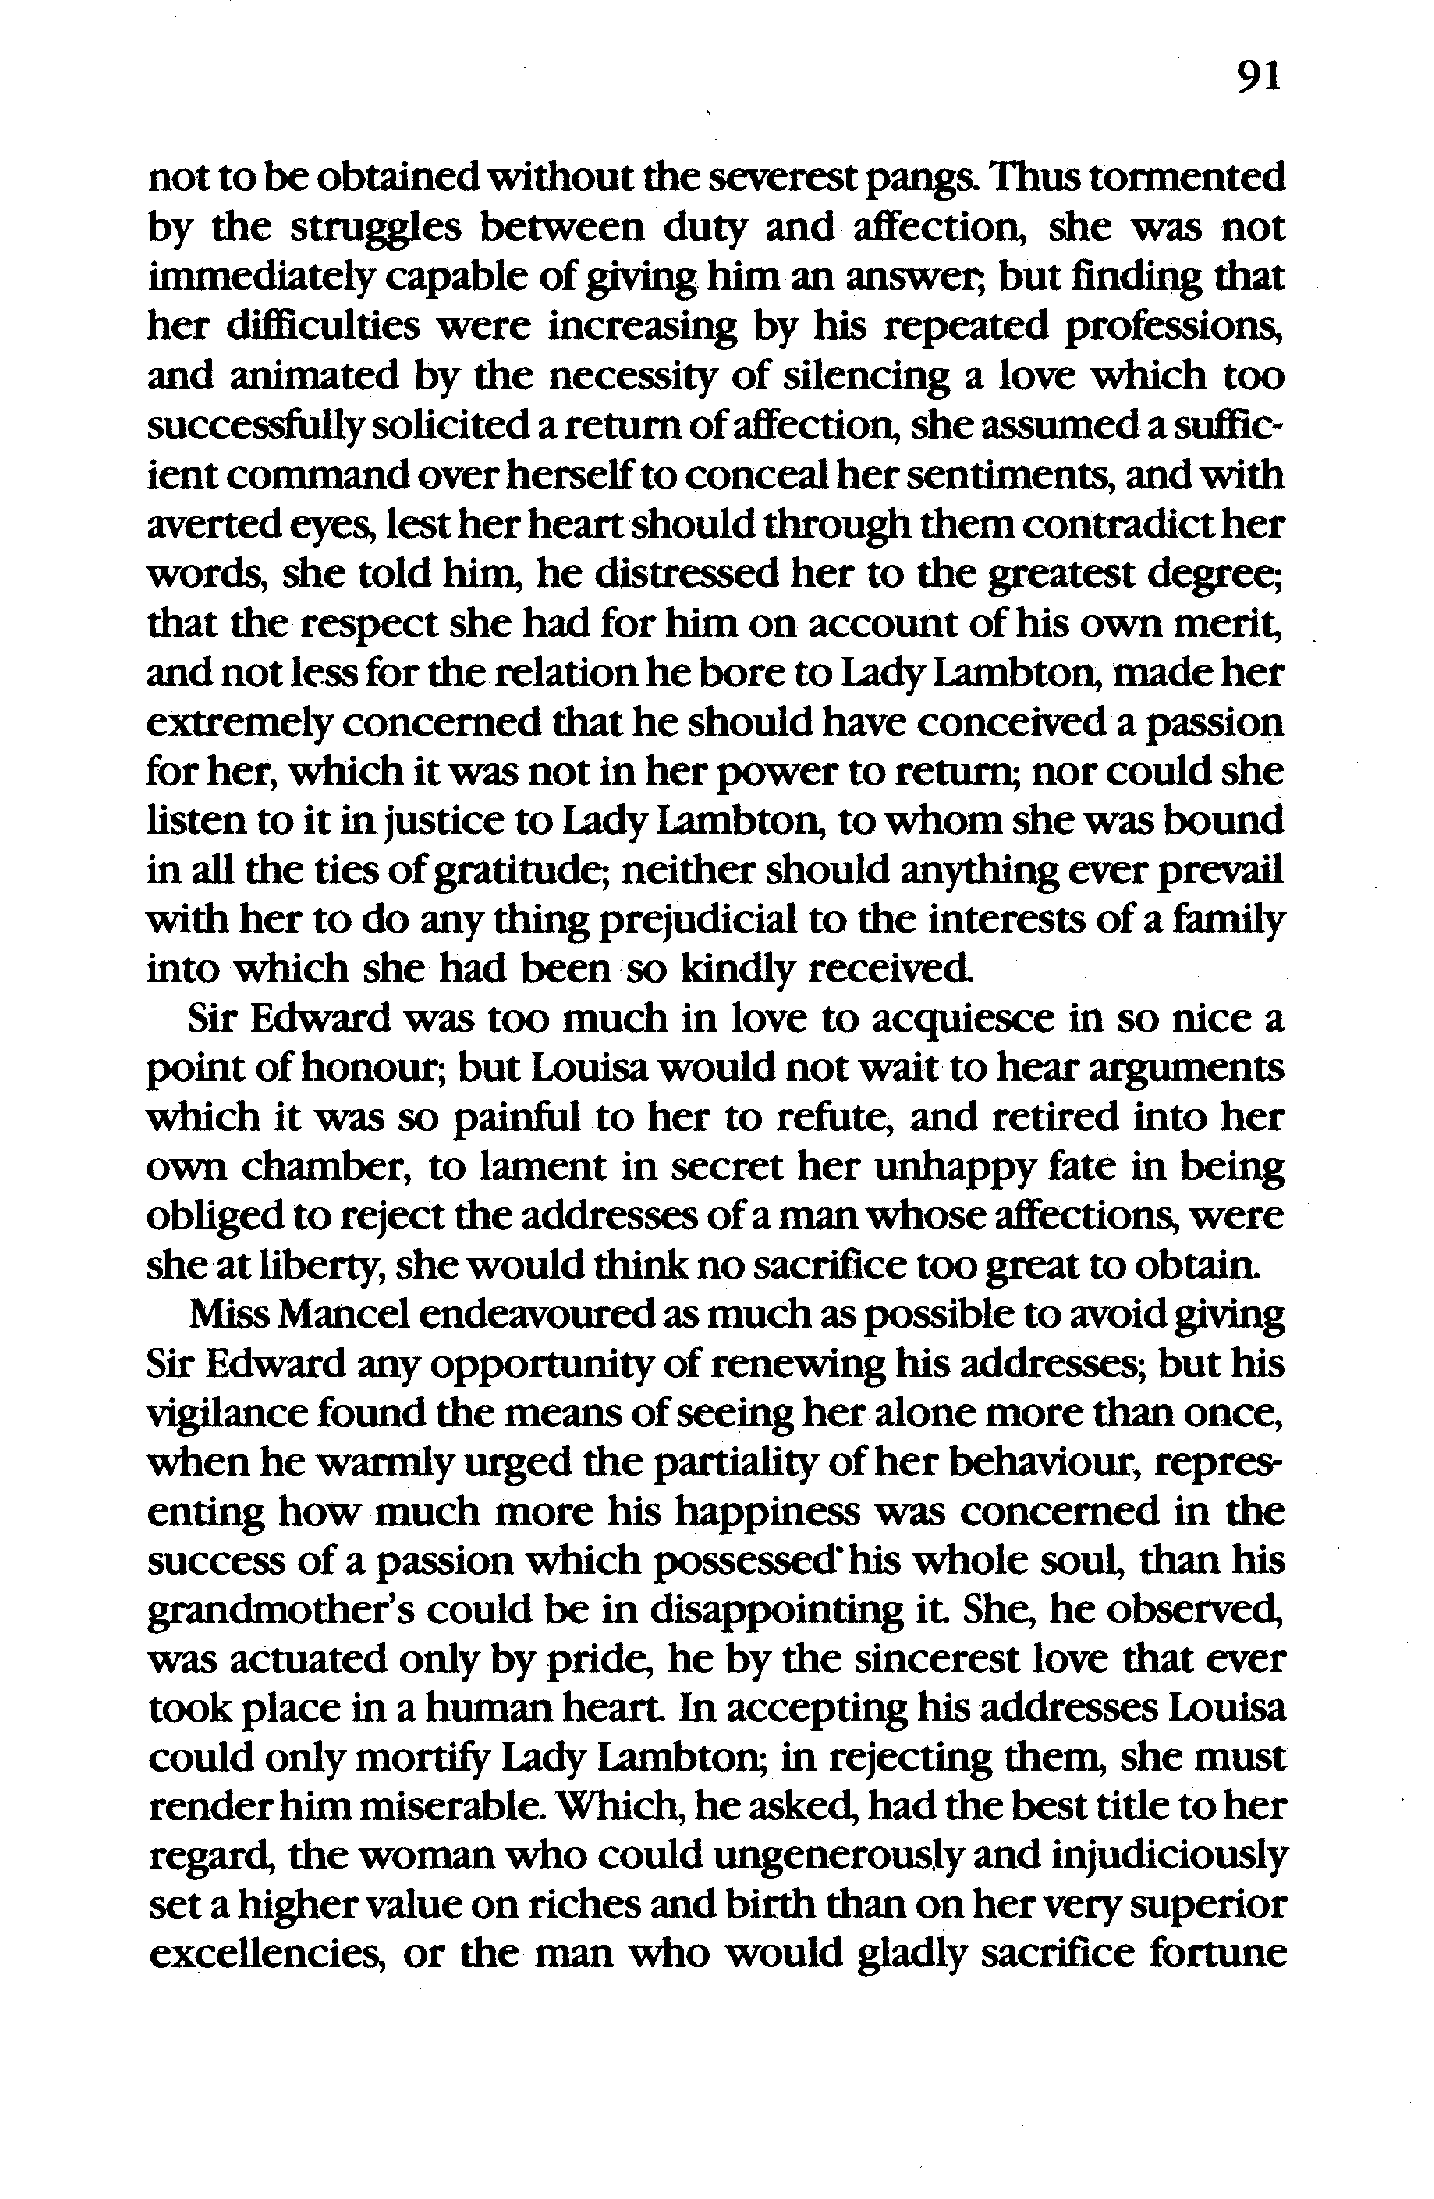 91
not to be obtained without the severest pangs. Thus tormented
by the struggles between duty and affection, she was not
immediately capable of giving him an answer; but finding that
her difficulties were increasing by his repeated professions,
and animated by the necessity of silencing a love which too
successfully solicited a return of affection, she assumed a suffic-
ient command over herself to conceal her sentiments, and with
averted eyes, lest her heart should through them contradict her
words, she told him, he distressed her to the greatest degree;
that the respect she had for him on account of his own merit,
and not less for the relation he bore to Lady Lambton, made her
extremely concerned that he should have conceived a passion
for her, which it was not in her power to return; nor could she
listen to it in justice to Lady Lambton, to whom she was bound
in all the ties of gratitude; neither should anything ever prevail
with her to do any thing prejudicial to the interests of a family
into which she had been so kindly received.
Sir Edward was too much in love to acquiesce in so nice a
point of honour; but Louisa would not wait to hear arguments
which it was so painful to her to refute, and retired into her
own chamber, to lament in secret her unhappy fate in being
obliged to reject the addresses of a man whose affections, were
she at liberty, she would think no sacrifice too great to obtain.
Miss Mancel endeavoured as much as possible to avoid giving
Sir Edward any opportunity of renewing his addresses; but his
vigilance found the means of seeing her alone more than once,
when he warmly urged the partiality of her behaviour, repres-
enting how much more his happiness was concerned in the
success of a passion which possessed his whole soul, than his
grandmother's could be in disappointing it. She, he observed,
was actuated only by pride, he by the sincerest love that ever
took place in a human heart. In accepting his addresses Louisa
could only mortify Lady Lambton; in rejecting them, she must
render him miserable. Which, he asked, had the best title to her
regard, the woman who could ungenerously and injudiciously
set a higher value on riches and birth than on her very superior
excellencies, or the man who would gladly sacrifice fortune